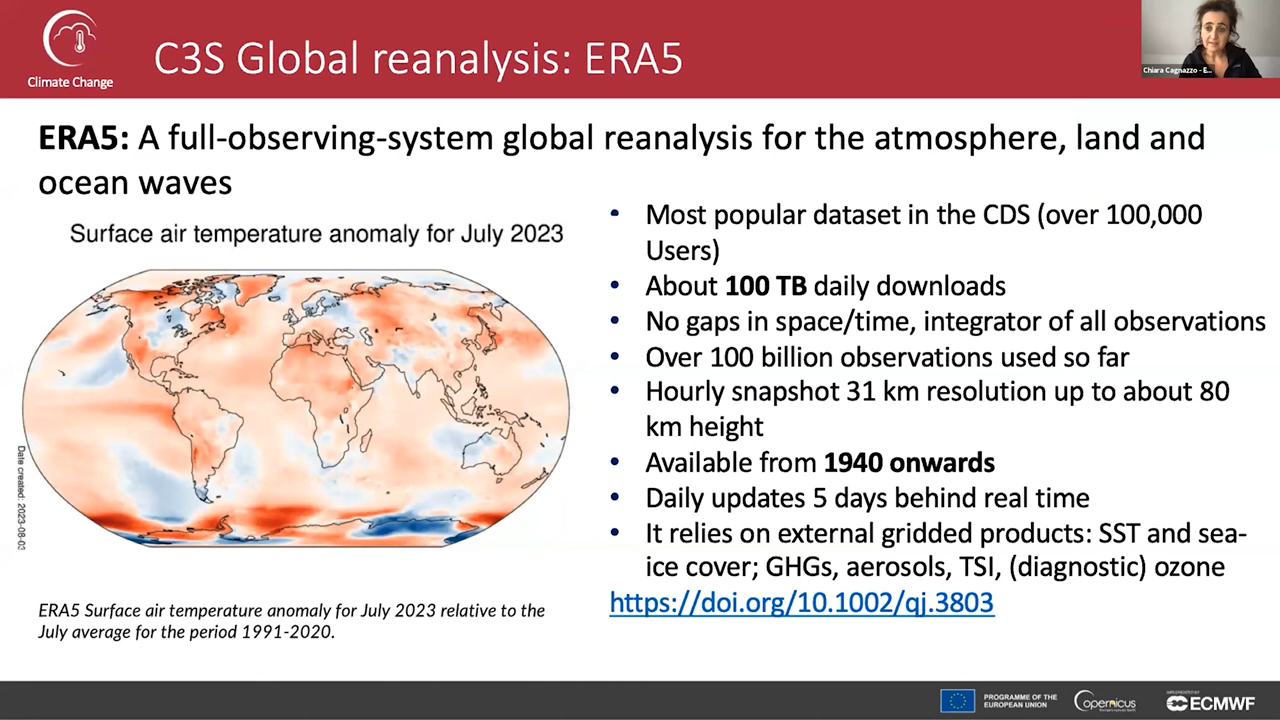 Climate Change
C3S Global reanalysis: ERA5
Chiara Cagnazzo - E...
ERA5: A full-observing-system global reanalysis for the atmosphere, land and
ocean waves
Surface air temperature anomaly for July 2023
Date created: 2023-08-03
ERA5 Surface air temperature anomaly for July 2023 relative to the
July average for the period 1991-2020.
• Most popular dataset in the CDS (over 100,000
Users)
• About 100 TB daily downloads
• No gaps in space/time, integrator of all observations
• Over 100 billion observations used so far
• Hourly snapshot 31 km resolution up to about 80
km height
• Available from 1940 onwards
• Daily updates 5 days behind real time
• It relies on external gridded products: SST and sea-
ice cover; GHGs, aerosols, TSI, (diagnostic) ozone
https://doi.org/10.1002/qj.3803
PROGRAMME OF THE
EUROPEAN UNION
opernicus
ECMWF